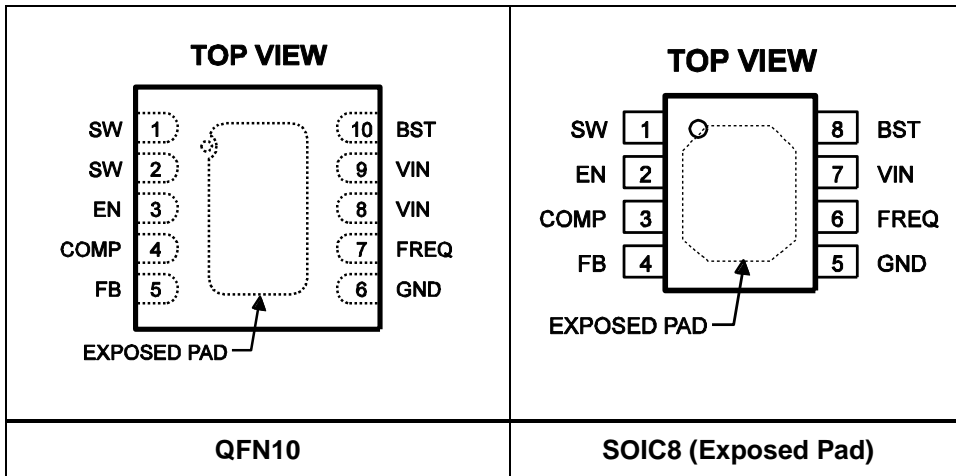 TOP VIEW
SW 1 10 BST
SW 2 9 VIN
EN 3 8 VIN
COMP 4 7 FREQ
FB 5 6 GND
EXPOSED PAD
QFN10
TOP VIEW
SW 1 8 BST
EN 2 7 VIN
COMP 3 6 FREQ
FB 4 5 GND
EXPOSED PAD
SOIC8 (Exposed Pad)